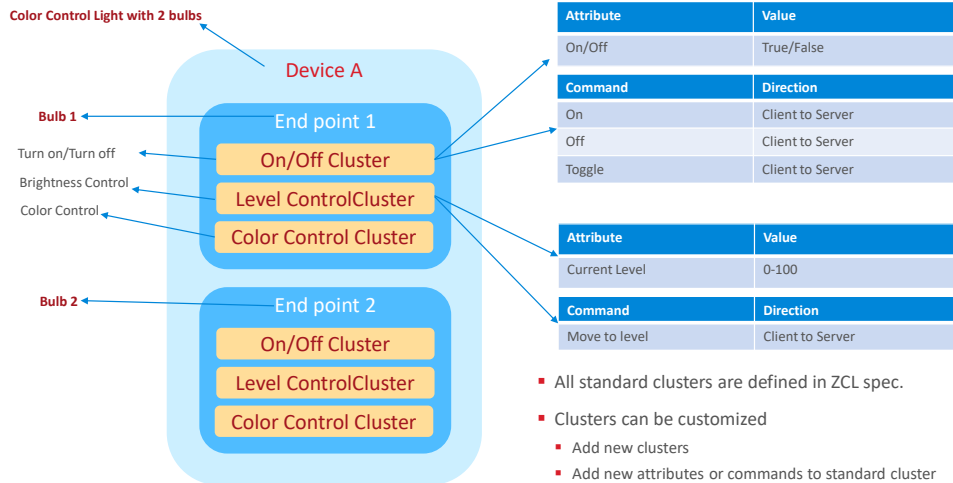 Color Control Light with 2 bulbs
Device A
Bulb 1
End point 1
Turn on/Turn off
On/Off Cluster
Brightness Control
Level ControlCluster
Color Control
Color Control Cluster
Bulb 2
End point 2
On/Off Cluster
Level ControlCluster
Color Control Cluster
Attribute Value
On/Off True/False
Command Direction
On Client to Server
Off Client to Server
Toggle Client to Server
Attribute Value
Current Level 0-100
Command Direction
Move to level Client to Server
▪ All standard clusters are defined in ZCL spec.
▪ Clusters can be customized
▪ Add new clusters
▪ Add new attributes or commands to standard cluster